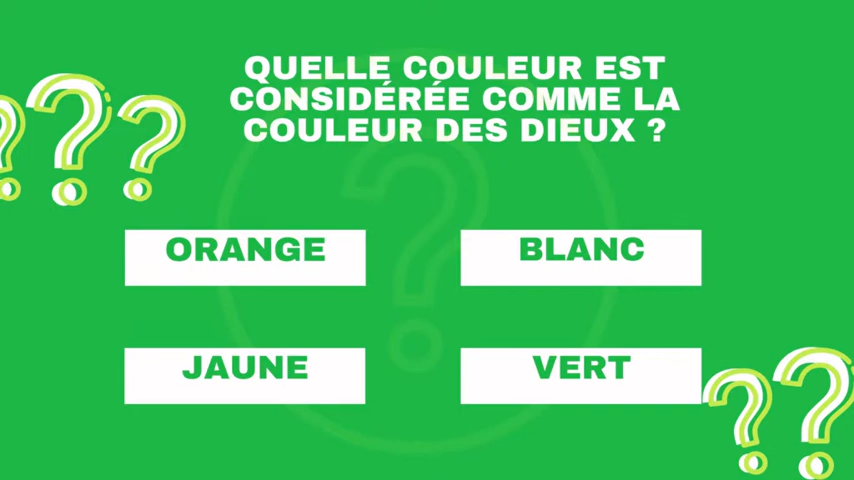 QUELLE COULEUR EST
CONSIDÉRÉE COMME LA
COULEUR DES DIEUX ?
ORANGE
BLANC
JAUNE
VERT